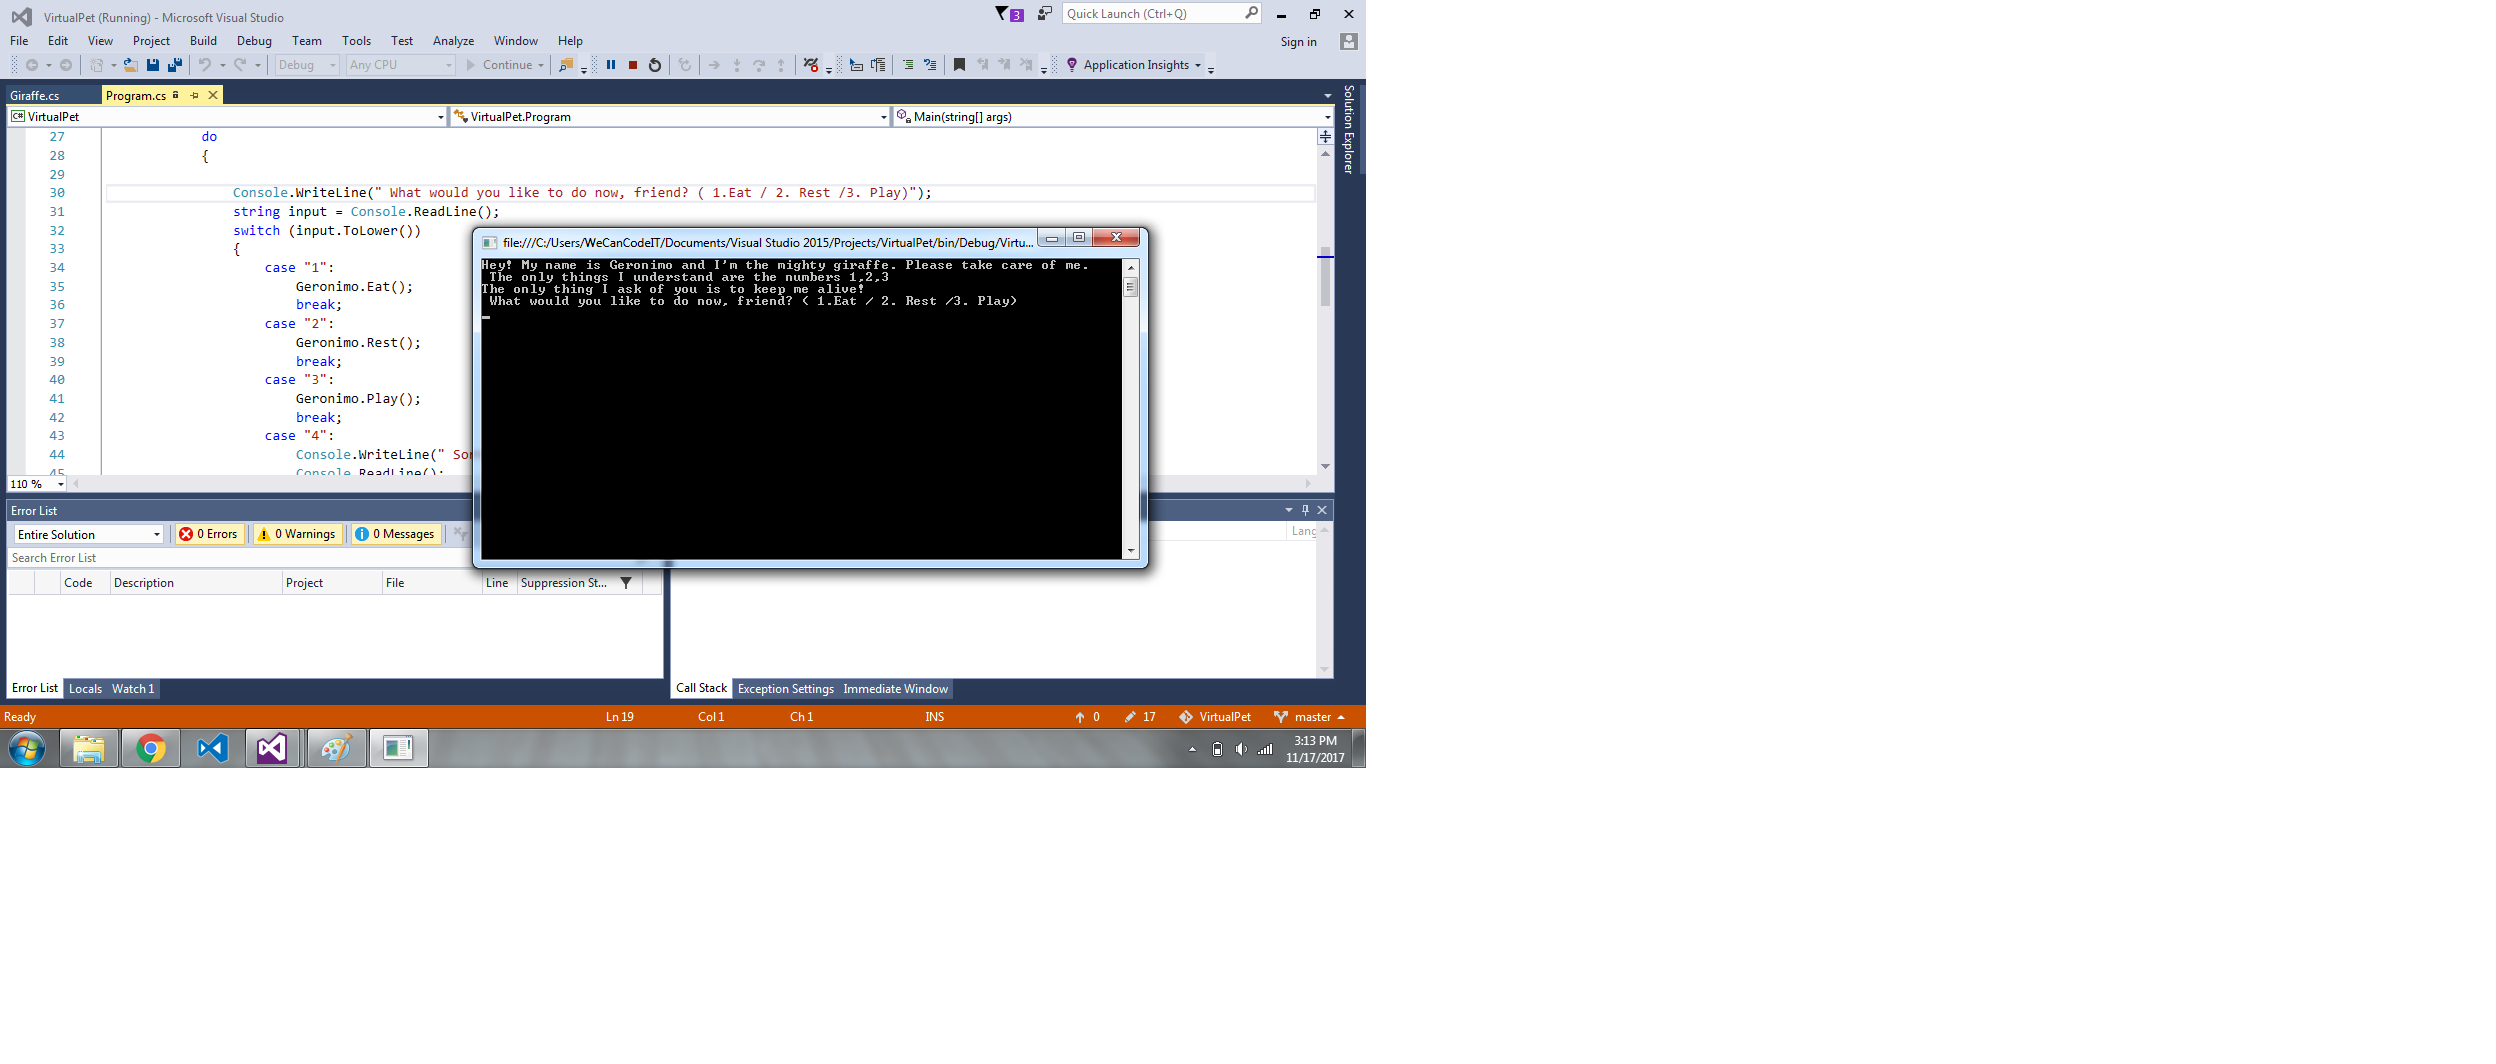 VirtualPet (Running) - Microsoft Visual Studio
3
Quick Launch (Ctrl+Q)
File Edit View Project Build Debug Team Tools Test Analyze Window Help
Sign in
Debug Any CPU Continue Application Insights
Giraffe.cs Program.cs
Solution Explorer
C# VirtualPet VirtualPet.Program Main(string[] args)
27 do
28 {
29
30 Console.WriteLine(" What would you like to do now, friend? ( 1.Eat / 2. Rest /3. Play)");
31 string input = Console.ReadLine();
32 switch (input.ToLower())
33 {
34 case "1":
35 Geronimo.Eat();
36 break;
37 case "2":
38 Geronimo.Rest();
39 break;
40 case "3":
41 Geronimo.Play();
42 break;
43 case "4":
44 Console.WriteLine(" Sor
45 Console.ReadLine();
file:///C:/Users/WeCanCodeIT/Documents/Visual Studio 2015/Projects/VirtualPet/bin/Debug/Virtu...
Hey! My name is Geronimo and I'm the mighty giraffe. Please take care of me.
The only things I understand are the numbers 1,2,3
The only thing I ask of you is to keep me alive!
What would you like to do now, friend? ( 1.Eat / 2. Rest /3. Play)
110 %
Error List
Entire Solution 0 Errors 0 Warnings 0 Messages
Lang
Search Error List
Code Description Project File Line Suppression St...
Error List Locals Watch 1
Call Stack Exception Settings Immediate Window
Ready Ln 19 Col 1 Ch 1 INS 0 17 VirtualPet master
3:13 PM
11/17/2017